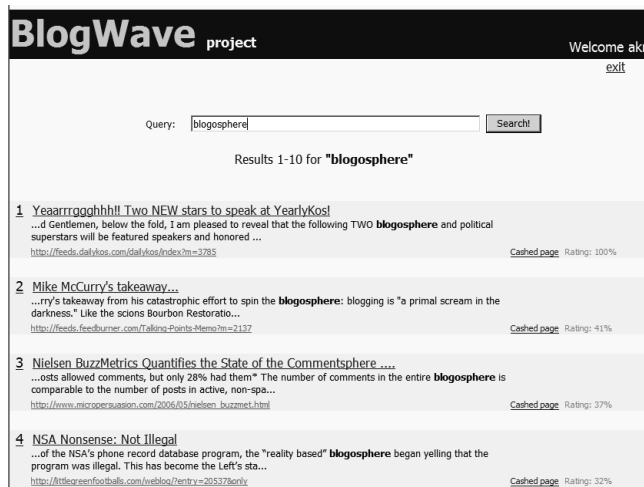 BlogWave project
Welcome akr
exit
Query: blogosphere Search!
Results 1-10 for "blogosphere"
1 Yeaarrrggghhh!! Two NEW stars to speak at YearlyKos!
...d Gentlemen, below the fold, I am pleased to reveal that the following TWO blogosphere and political
superstars will be featured speakers and honored ...
http://feeds.dailykos.com/dailykos/index?m=3785 Cashed page Rating: 100%
2 Mike McCurry's takeaway...
...rry's takeaway from his catastrophic effort to spin the blogosphere: blogging is "a primal scream in the
darkness." Like the scions Bourbon Restoratio...
http://feeds.feedburner.com/Talking-Points-Memo?m=2137 Cashed page Rating: 41%
3 Nielsen BuzzMetrics Quantifies the State of the Commentsphere ....
...osts allowed comments, but only 28% had them* The number of comments in the entire blogosphere is
comparable to the number of posts in active, non-spa...
http://www.micropersuasion.com/2006/05/nielsen_buzzmet.html Cashed page Rating: 37%
4 NSA Nonsense: Not Illegal
...of the NSA's phone record database program, the "reality based" blogosphere began yelling that the
program was illegal. This has become the Left's sta...
http://littlegreenfootballs.com/weblog/?entry=20537&only Cashed page Rating: 32%